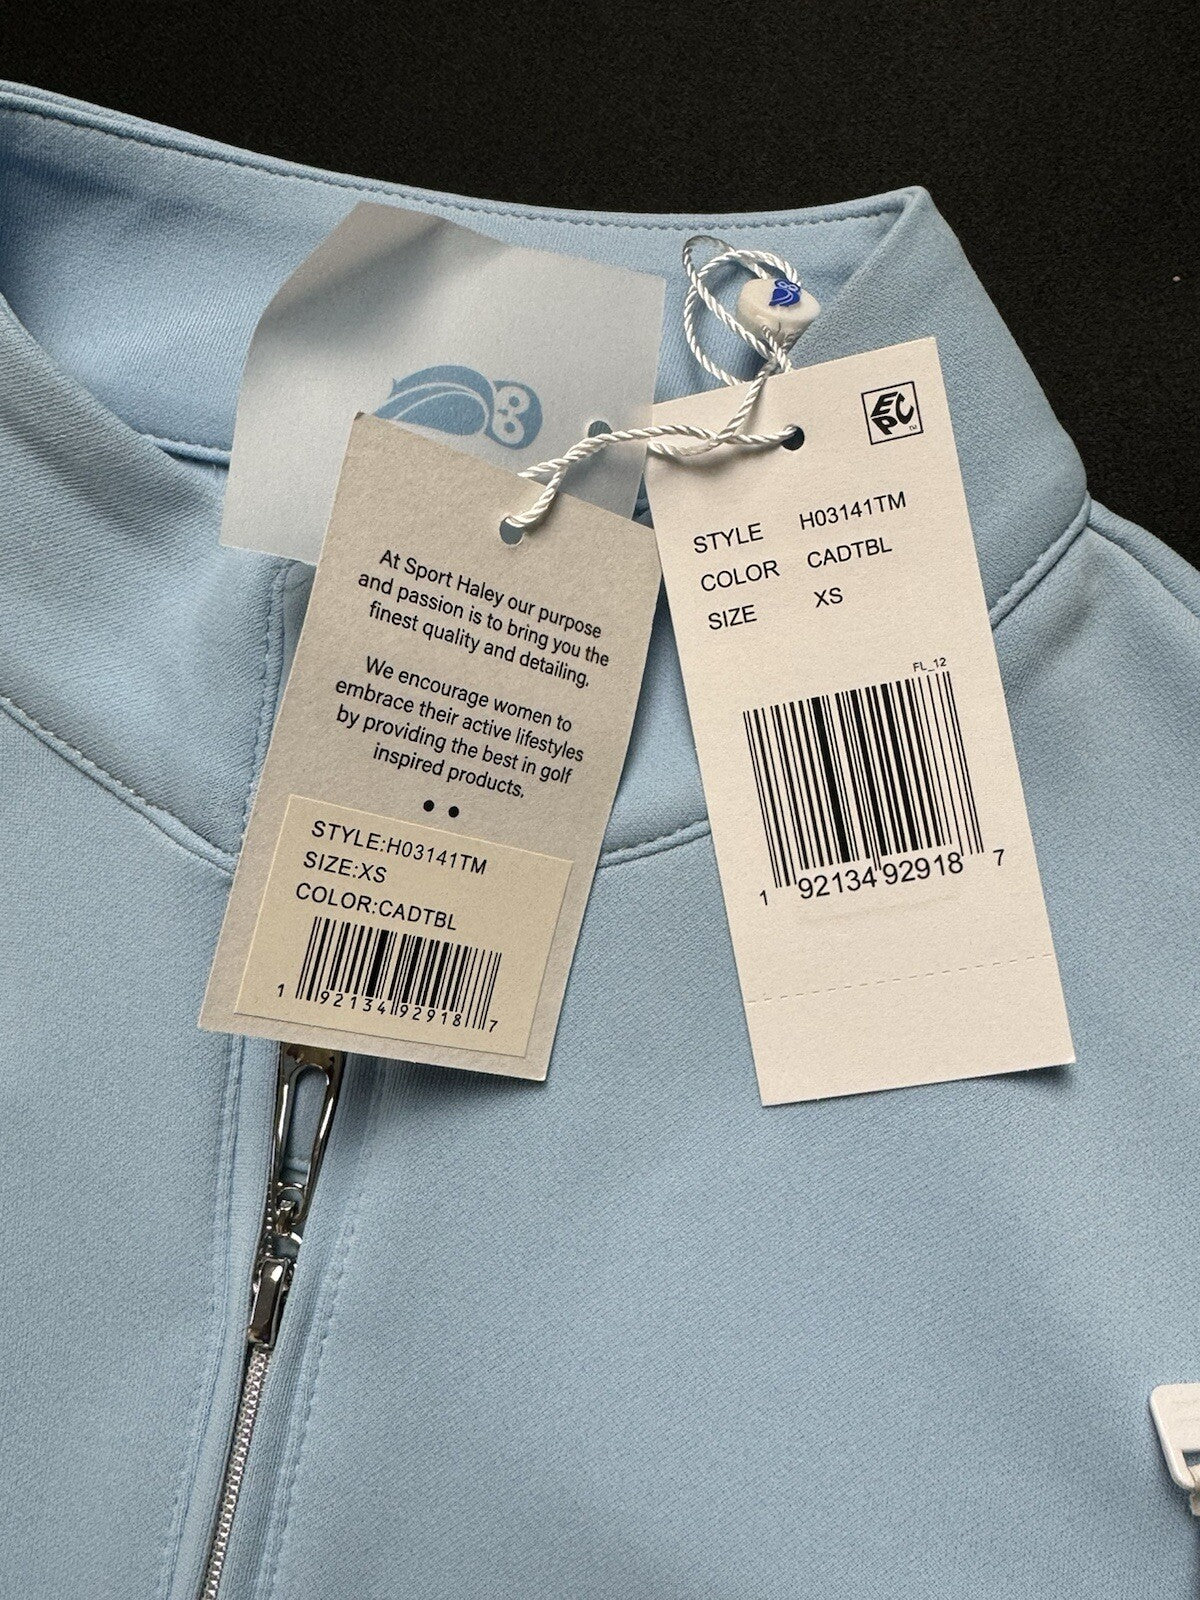 At Sport Haley our purpose
and passion is to bring you the
finest quality and detailing.
We encourage women to
embrace their active lifestyles
by providing the best in golf
inspired products.
STYLE:H03141TM
SIZE:XS
COLOR:CADTBL
1 92134 92918 7
EPC TM
STYLE H03141TM
COLOR CADTBL
SIZE XS
FL_12
1 92134 92918 7